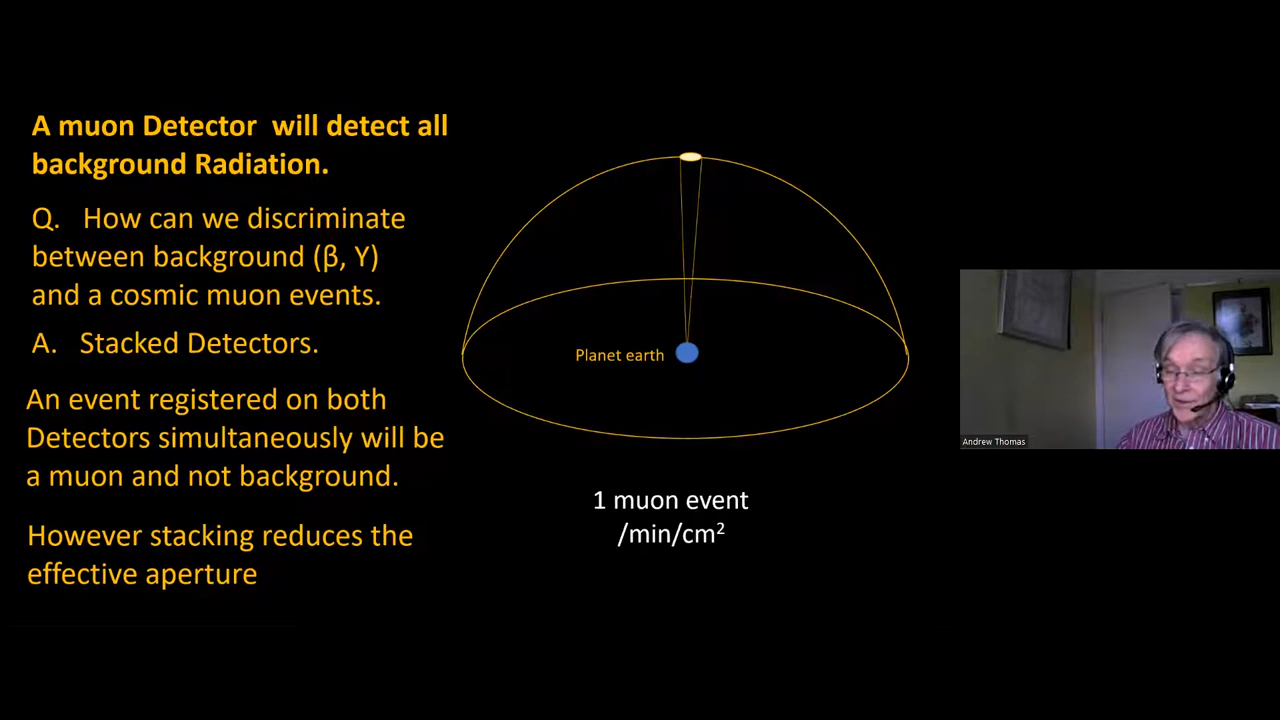 A muon Detector  will detect all
background Radiation.
Q.   How can we discriminate
between background (β, Υ)
and a cosmic muon events.
A.   Stacked Detectors.
An event registered on both
Detectors simultaneously will be
a muon and not background.
However stacking reduces the
effective aperture
Planet earth
1 muon event
/min/cm²
Andrew Thomas